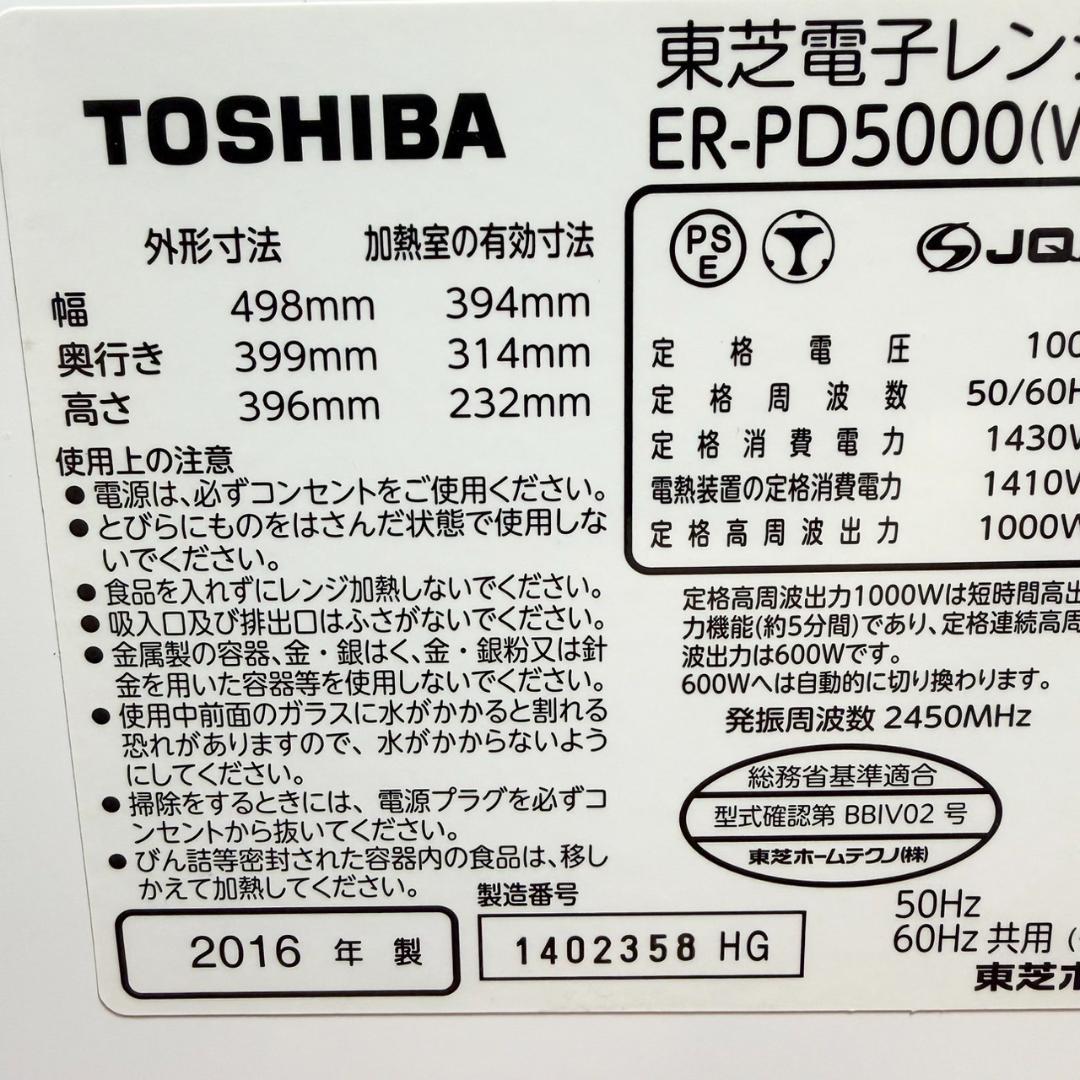 TOSHIBA
東芝電子レン
ER-PD5000(W
外形寸法 加熱室の有効寸法
幅 498mm 394mm
奥行き 399mm 314mm
高さ 396mm 232mm
使用上の注意
●電源は、必ずコンセントをご使用ください。
●とびらにものをはさんだ状態で使用しな
いでください。
●食品を入れずにレンジ加熱しないでください。
●吸入口及び排出口はふさがないでください。
●金属製の容器、金・銀はく、金・銀粉又は針
金を用いた容器等を使用しないでください。
●使用中前面のガラスに水がかかると割れる
恐れがありますので、水がかからないよう
にしてください。
●掃除をするときには、電源プラグを必ずコ
ンセントから抜いてください。
●びん詰等密封された容器内の食品は、移し
かえて加熱してください。
2016 年 製
製造番号
1402358 HG
PS
E
JQ
定格電圧 100
定格周波数 50/60H
定格消費電力 1430W
電熱装置の定格消費電力 1410W
定格高周波出力 1000W
定格高周波出力1000Wは短時間高出
力機能(約5分間)であり、定格連続高周
波出力は600Wです。
600Wへは自動的に切り換わります。
発振周波数 2450MHz
総務省基準適合
型式確認第 BBIV02 号
東芝ホームテクノ(株)
50Hz
60Hz 共用 (
東芝ホ